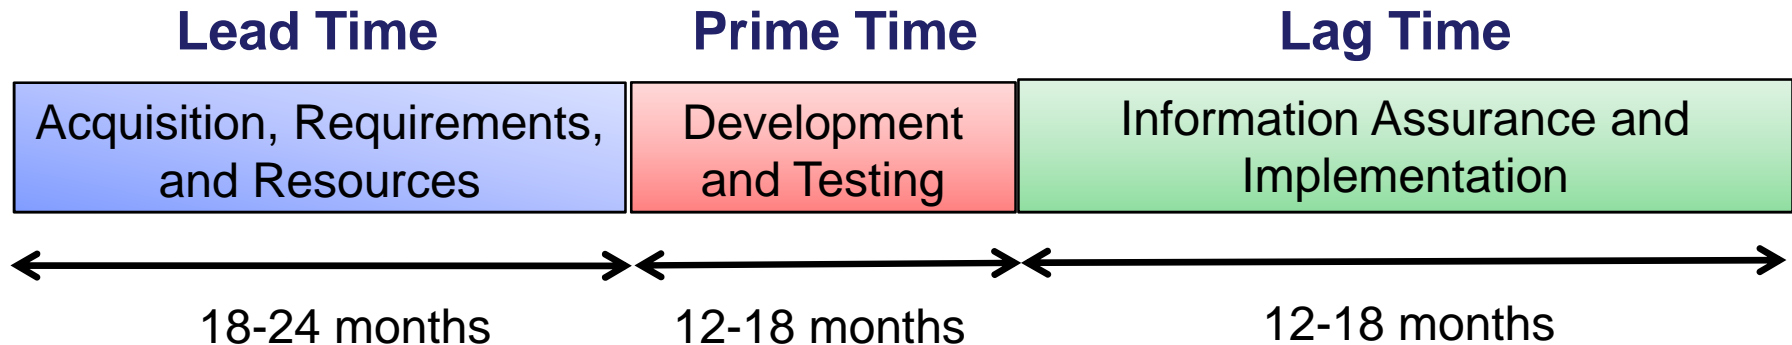 Lead Time
Prime Time
Lag Time
Acquisition, Requirements,
and Resources
Development
and Testing
Information Assurance and
Implementation
18-24 months
12-18 months
12-18 months